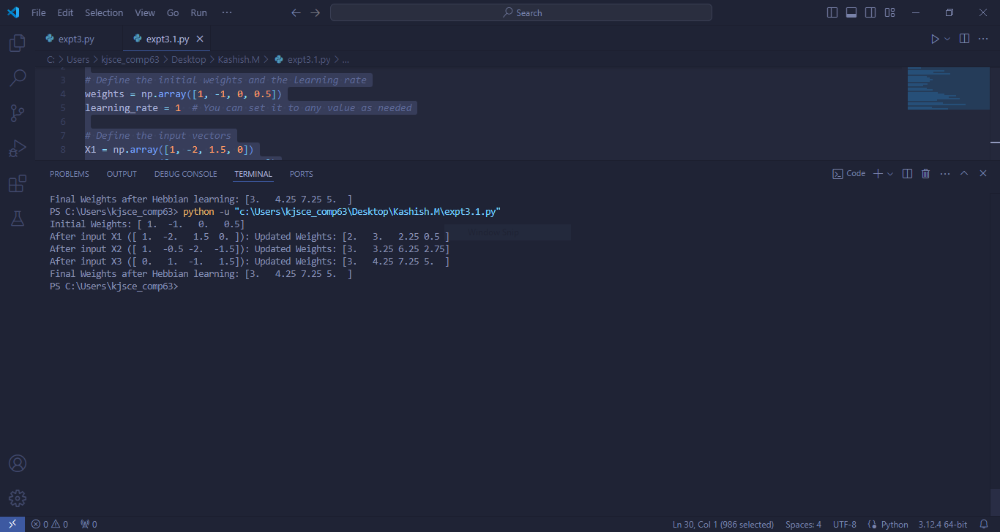 File Edit Selection View Go Run ···
Search
expt3.py
expt3.1.py
C: > Users > kjsce_comp63 > Desktop > Kashish.M > expt3.1.py > ...
3 # Define the initial weights and the learning rate
4 weights = np.array([1, -1, 0, 0.5])
5 learning_rate = 1  # You can set it to any value as needed
6
7 # Define the input vectors
8 X1 = np.array([1, -2, 1.5, 0])
PROBLEMS OUTPUT DEBUG CONSOLE TERMINAL PORTS
Code
Final Weights after Hebbian learning: [3.   4.25 7.25 5.  ]
PS C:\Users\kjsce_comp63> python -u "c:\Users\kjsce_comp63\Desktop\Kashish.M\expt3.1.py"
Initial Weights: [ 1.  -1.   0.   0.5]
After input X1 ([ 1.  -2.   1.5  0. ]): Updated Weights: [2.   3.   2.25 0.5 ]
After input X2 ([ 1.  -0.5 -2.  -1.5]): Updated Weights: [3.   3.25 6.25 2.75]
After input X3 ([ 0.   1.  -1.   1.5]): Updated Weights: [3.   4.25 7.25 5.  ]
Final Weights after Hebbian learning: [3.   4.25 7.25 5.  ]
PS C:\Users\kjsce_comp63>
0 0 0
Ln 30, Col 1 (986 selected) Spaces: 4 UTF-8 Python 3.12.4 64-bit